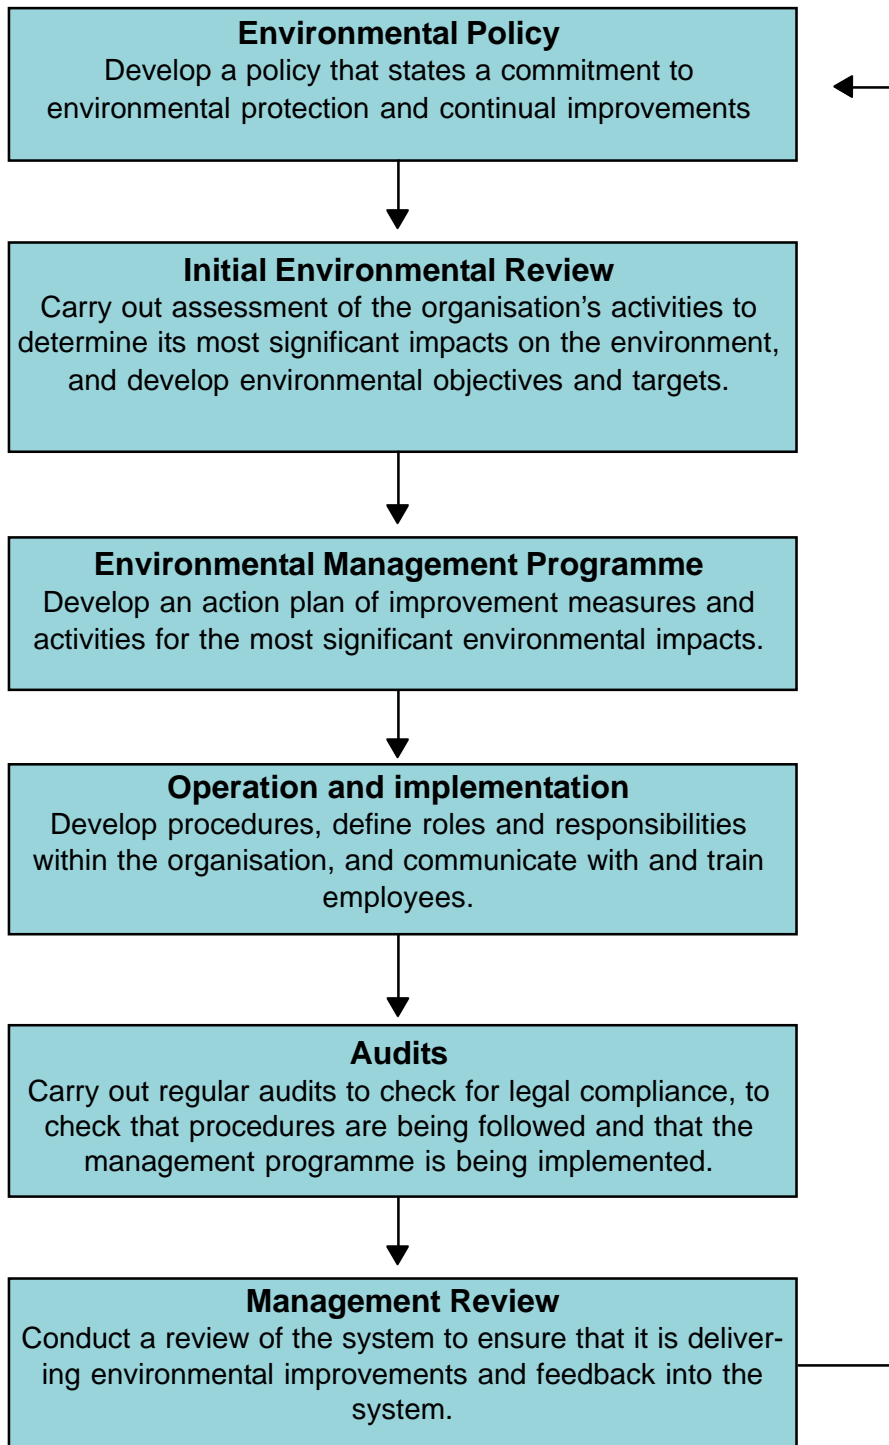 Environmental Policy
Develop a policy that states a commitment to
environmental protection and continual improvements
Initial Environmental Review
Carry out assessment of the organisation’s activities to
determine its most significant impacts on the environment,
and develop environmental objectives and targets.
Environmental Management Programme
Develop an action plan of improvement measures and
activities for the most significant environmental impacts.
Operation and implementation
Develop procedures, define roles and responsibilities
within the organisation, and communicate with and train
employees.
Audits
Carry out regular audits to check for legal compliance, to
check that procedures are being followed and that the
management programme is being implemented.
Management Review
Conduct a review of the system to ensure that it is deliver-
ing environmental improvements and feedback into the
system.